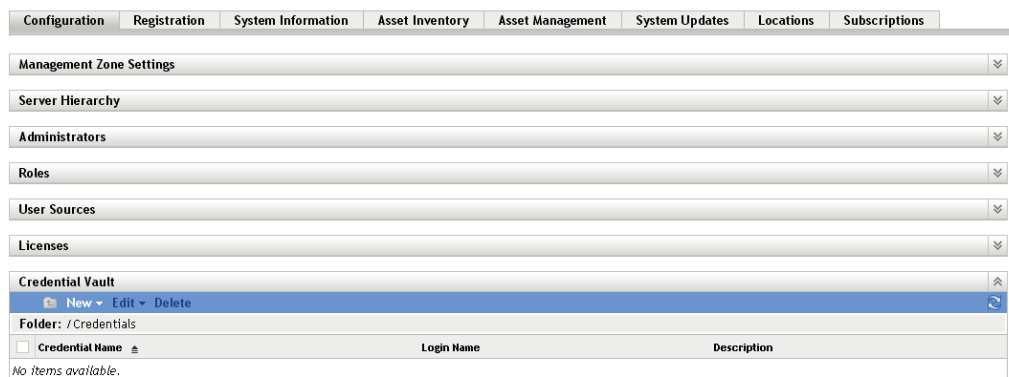 Configuration Registration System Information Asset Inventory Asset Management System Updates Locations Subscriptions
Management Zone Settings
Server Hierarchy
Administrators
Roles
User Sources
Licenses
Credential Vault
New Edit Delete
Folder: / Credentials
Credential Name Login Name Description
No items available.